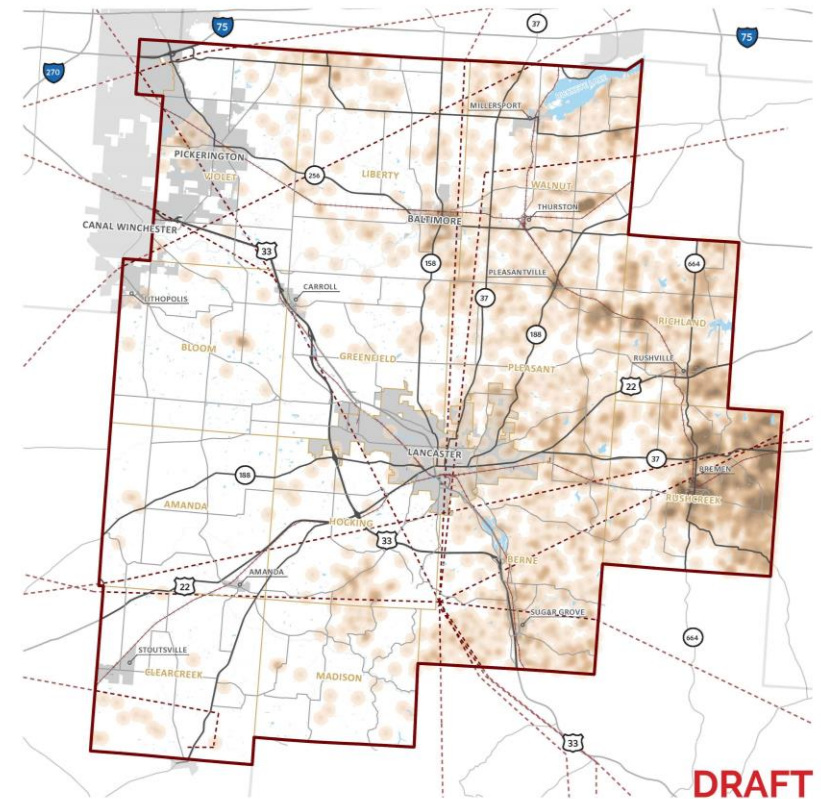 37
75
75
270
MILLERSPORT
PICKERINGTON
VIOLET
256
LIBERTY
WALNUT
THURSTON
BALTIMORE
CANAL WINCHESTER
33
158
664
PLEASANTVILLE
LITHOPOLIS
CARROLL
37
RICHLAND
188
BLOOM
GREENFIELD
RUSHVILLE
PLEASANT
22
LANCASTER
37
188
BREMEN
RUSHCREEK
AMANDA
HOCKING
33
BERNE
AMANDA
22
SUGAR GROVE
664
STOUTSVILLE
CLEARCREEK
MADISON
33
DRAFT